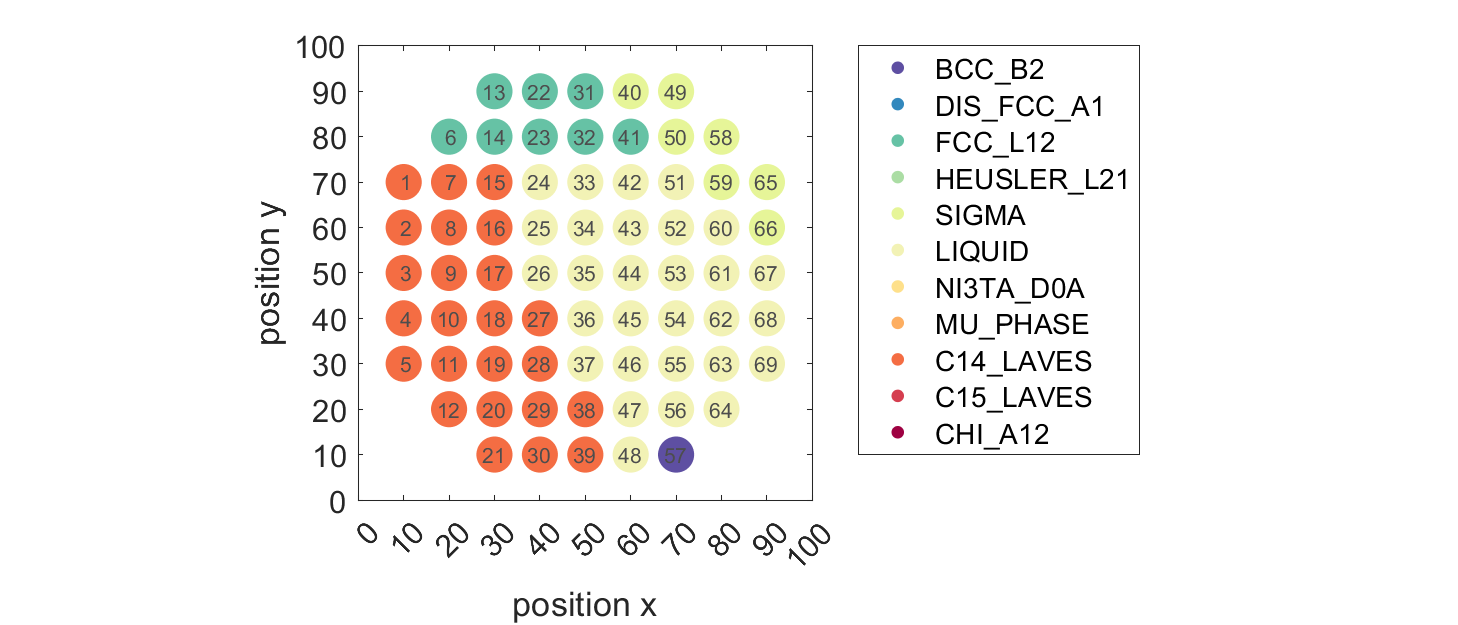 100
90
80
70
60
50
40
30
20
10
0
position y
13 22 31 40 49
6 14 23 32 41 50 58
1 7 15 24 33 42 51 59 65
2 8 16 25 34 43 52 60 66
3 9 17 26 35 44 53 61 67
4 10 18 27 36 45 54 62 68
5 11 19 28 37 46 55 63 69
12 20 29 38 47 56 64
21 30 39 48 57
0 10 20 30 40 50 60 70 80 90 100
position x
BCC_B2
DIS_FCC_A1
FCC_L12
HEUSLER_L21
SIGMA
LIQUID
NI3TA_D0A
MU_PHASE
C14_LAVES
C15_LAVES
CHI_A12